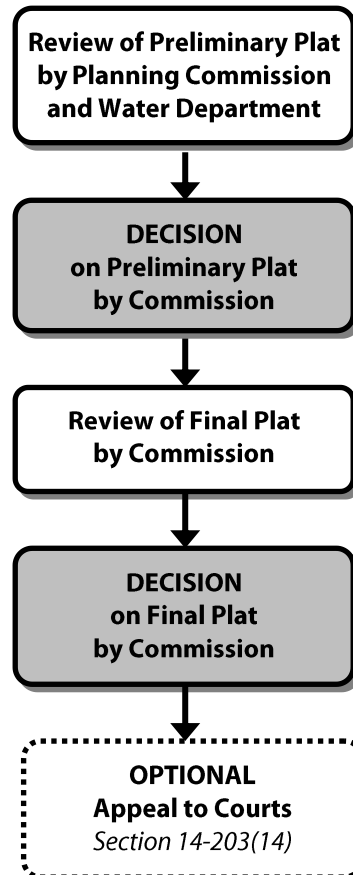 Review of Preliminary Plat
by Planning Commission
and Water Department
DECISION
on Preliminary Plat
by Commission
Review of Final Plat
by Commission
DECISION
on Final Plat
by Commission
OPTIONAL
Appeal to Courts
Section 14-203(14)